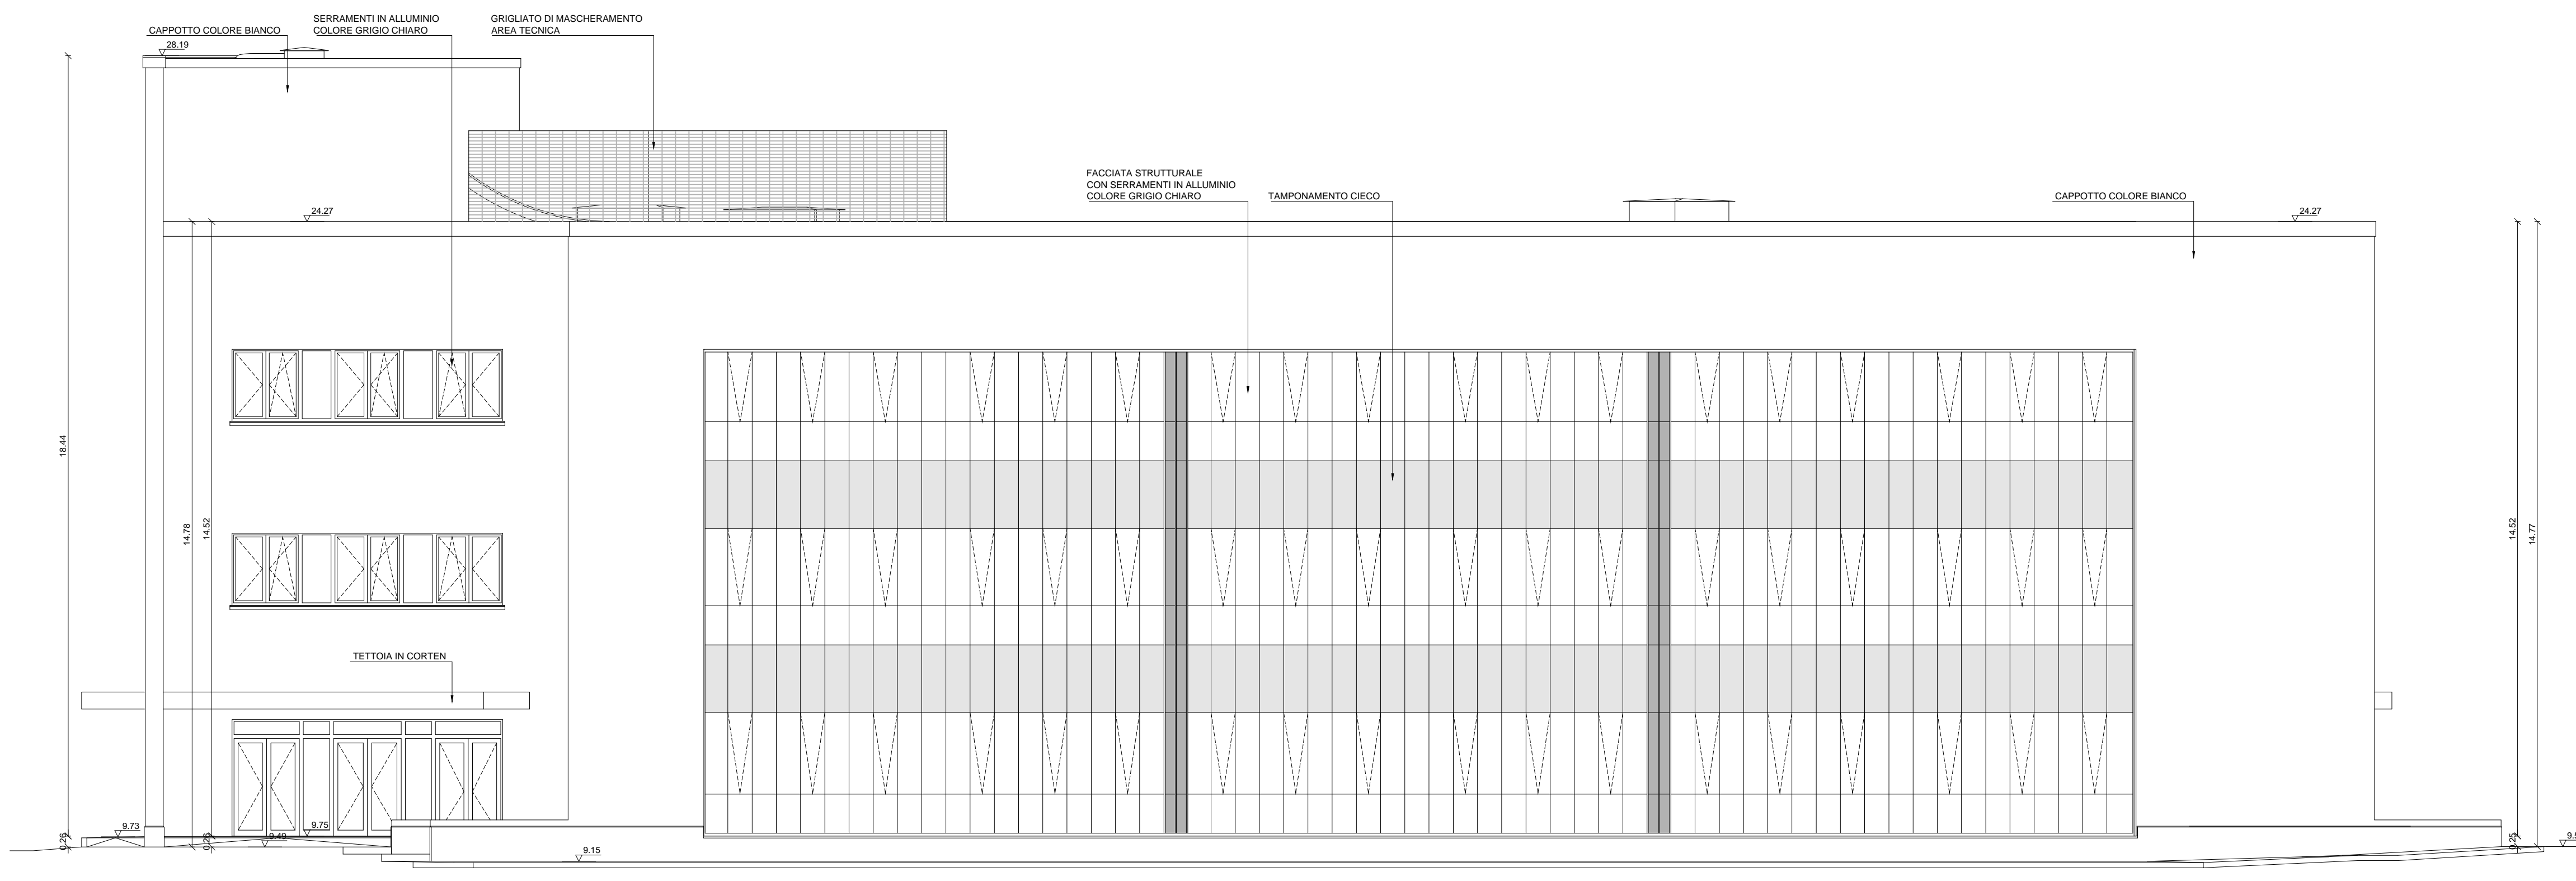 CAPPOTTO COLORE BIANCO
SERRAMENTI IN ALLUMINIO
COLORE GRIGIO CHIARO
GRIGLIATO DI MASCHERAMENTO
AREA TECNICA
28.19
FACCIATA STRUTTURALE
CON SERRAMENTI IN ALLUMINIO
COLORE GRIGIO CHIARO
TAMPONAMENTO CIECO
CAPPOTTO COLORE BIANCO
24.27
24.27
18.44
14.78
14.52
14.52
14.77
TETTOIA IN CORTEN
9.73
9.75
9.49
0.26
0.26
0.25
9.15